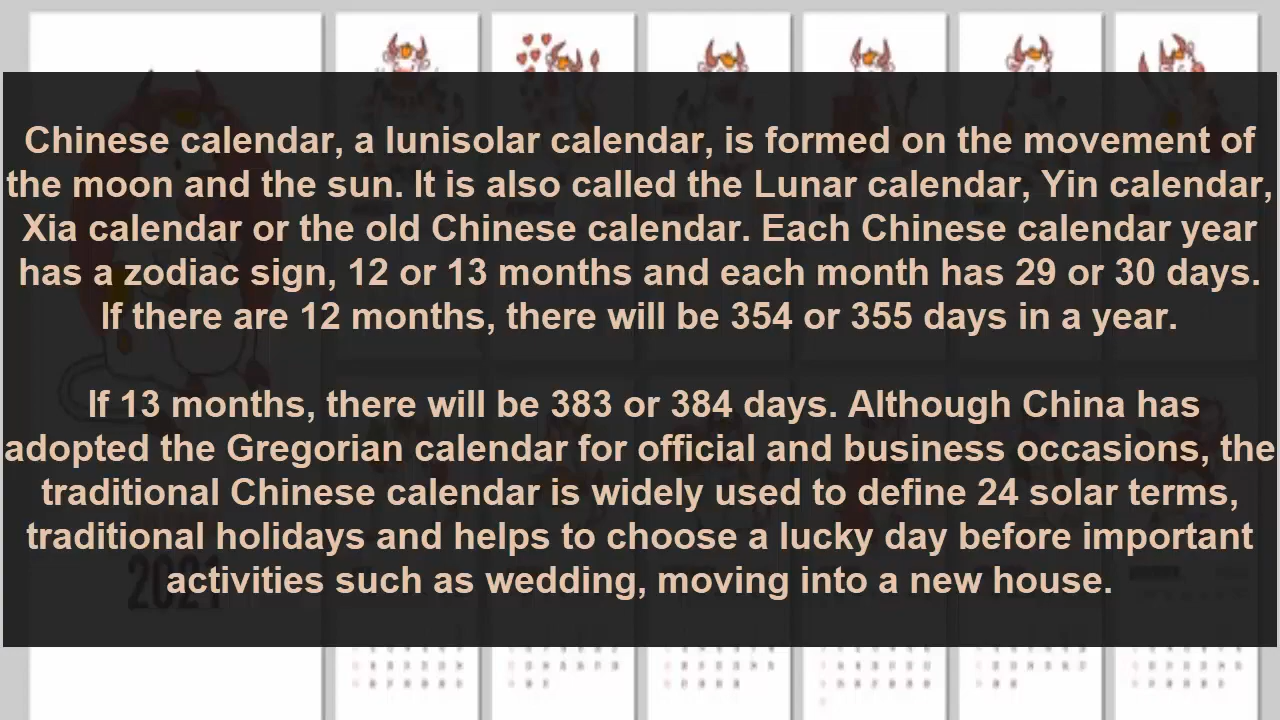 Chinese calendar, a lunisolar calendar, is formed on the movement of
the moon and the sun. It is also called the Lunar calendar, Yin calendar,
Xia calendar or the old Chinese calendar. Each Chinese calendar year
has a zodiac sign, 12 or 13 months and each month has 29 or 30 days.
If there are 12 months, there will be 354 or 355 days in a year.
If 13 months, there will be 383 or 384 days. Although China has
adopted the Gregorian calendar for official and business occasions, the
traditional Chinese calendar is widely used to define 24 solar terms,
traditional holidays and helps to choose a lucky day before important
activities such as wedding, moving into a new house.
2021